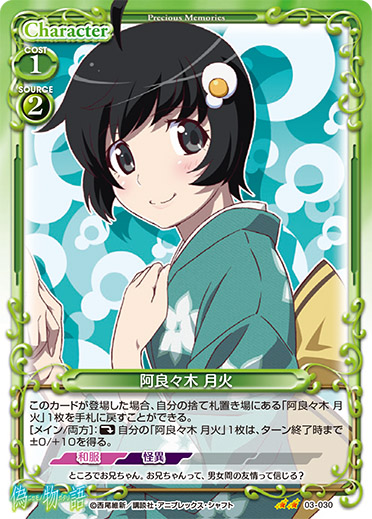 Precious Memories
Character
COST
1
SOURCE
2
阿良々木 月火
このカードが登場した場合、自分の捨て札置き場にある「阿良々木 月
火」1枚を手札に戻すことができる。
[メイン/両方]:自分の「阿良々木 月火」1枚は、ターン終了時まで
±0/+10を得る。
和服 怪異
ところでお兄ちゃん、お兄ちゃんって、男女間の友情って信じる?
偽物語
©西尾維新/講談社・アニプレックス・シャフト
03-030